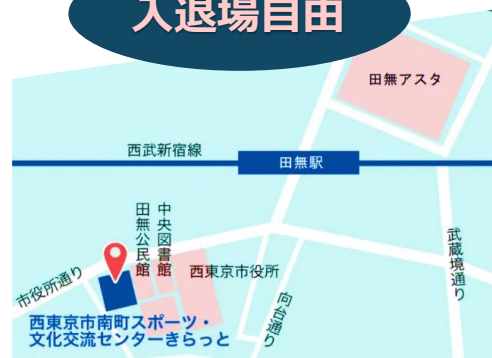 入退場自由
田無アスタ
西武新宿線
田無駅
中央図書館
田無公民館
武蔵境通り
西東京市役所
市役所通り
向台通り
西東京市南町スポーツ・
文化交流センターきらっと